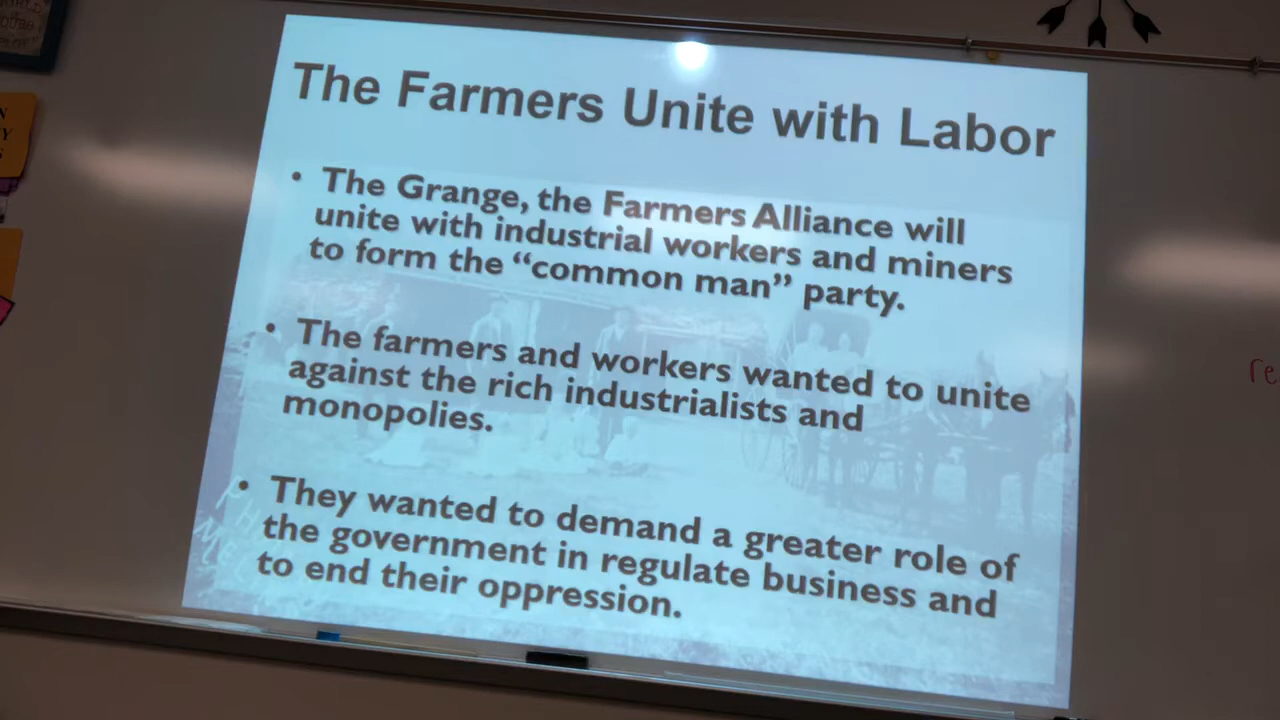 The Farmers Unite with Labor
• The Grange, the Farmers Alliance will
unite with industrial workers and miners
to form the “common man” party.
• The farmers and workers wanted to unite
against the rich industrialists and
monopolies.
• They wanted to demand a greater role of
the government in regulate business and
to end their oppression.
re